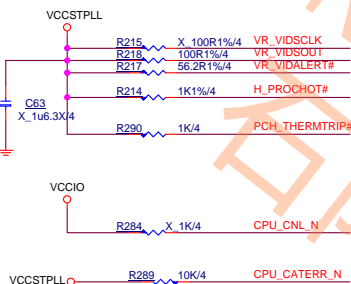 VCCSTPLL
R215 X_100R1%/4 VR_VIDSCLK
R218 100R1%/4 VR_VIDSOUT
R217 56.2R1%/4 VR_VIDALERT#
R214 1K1%/4 H_PROCHOT#
C63
X_1u6.3X/4
R290 1K/4 PCH_THERMTRIP#
VCCIO
R284 X_1K/4 CPU_CNL_N
VCCSTPLL R289 10K/4 CPU_CATERR_N